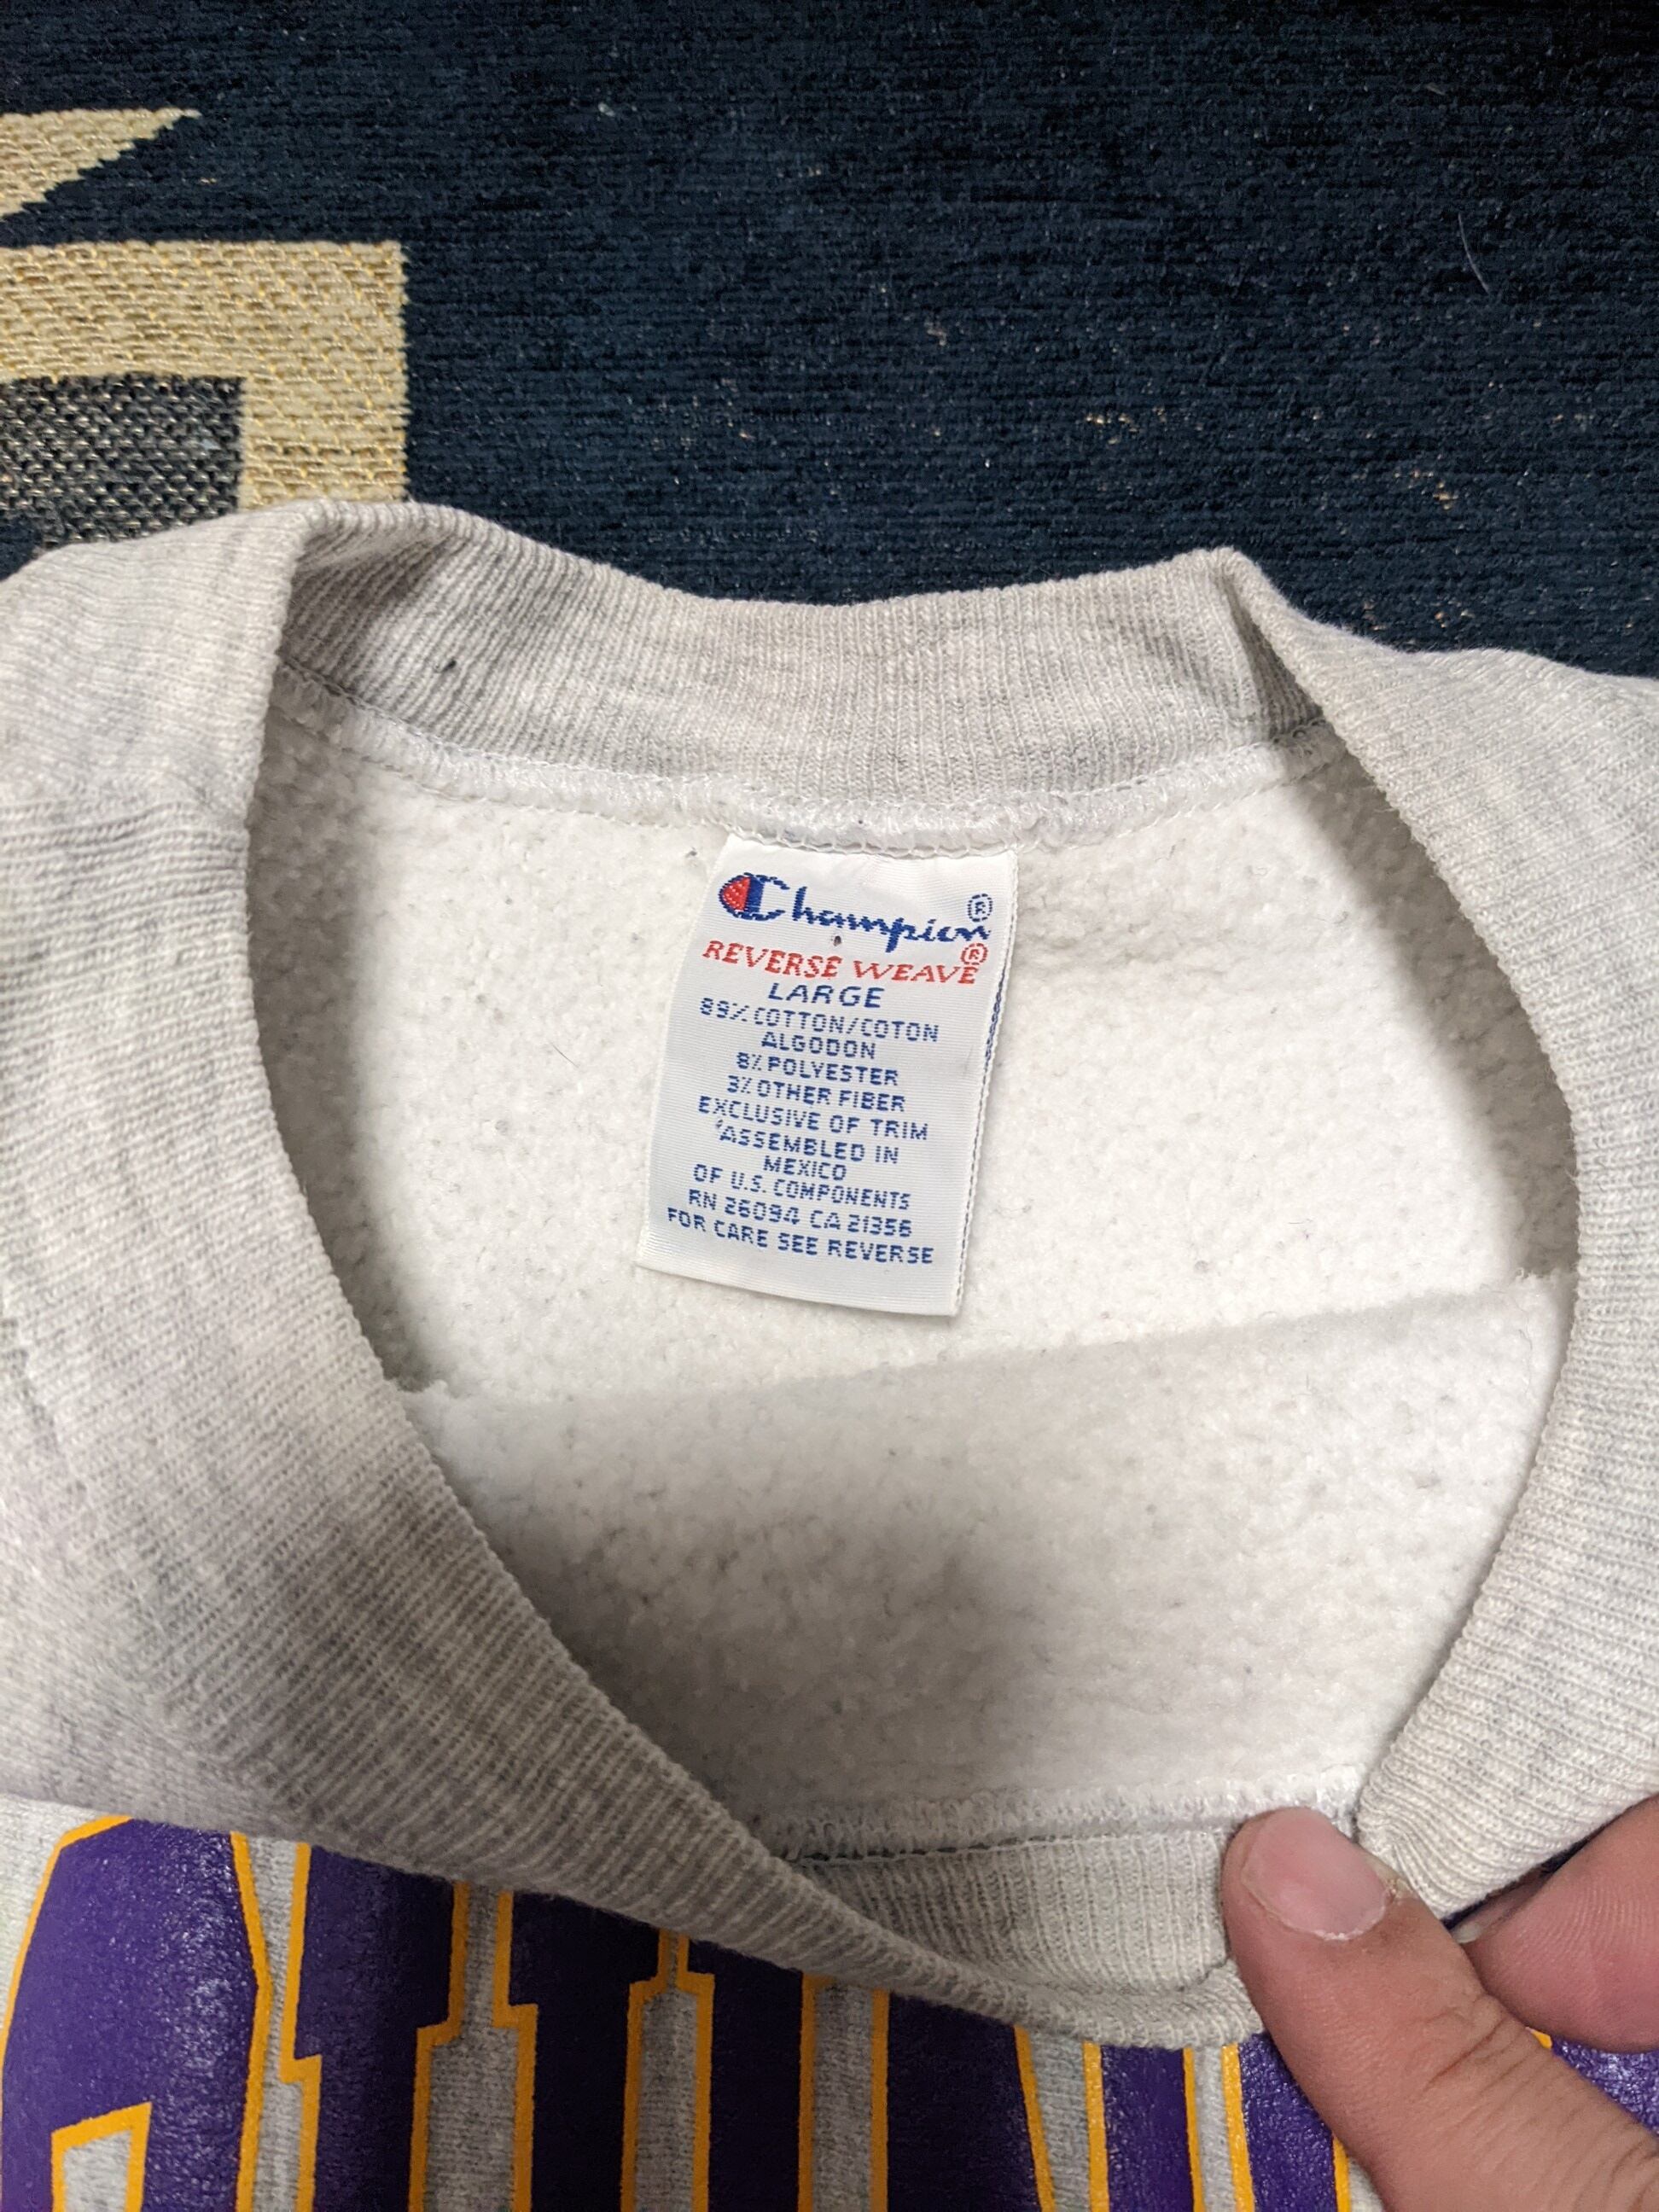 Champion®
REVERSE WEAVE®
LARGE
89% COTTON/COTON
ALGODON
8% POLYESTER
3% OTHER FIBER
EXCLUSIVE OF TRIM
ASSEMBLED IN
MEXICO
OF U.S. COMPONENTS
RN 26094 CA 21356
FOR CARE SEE REVERSE